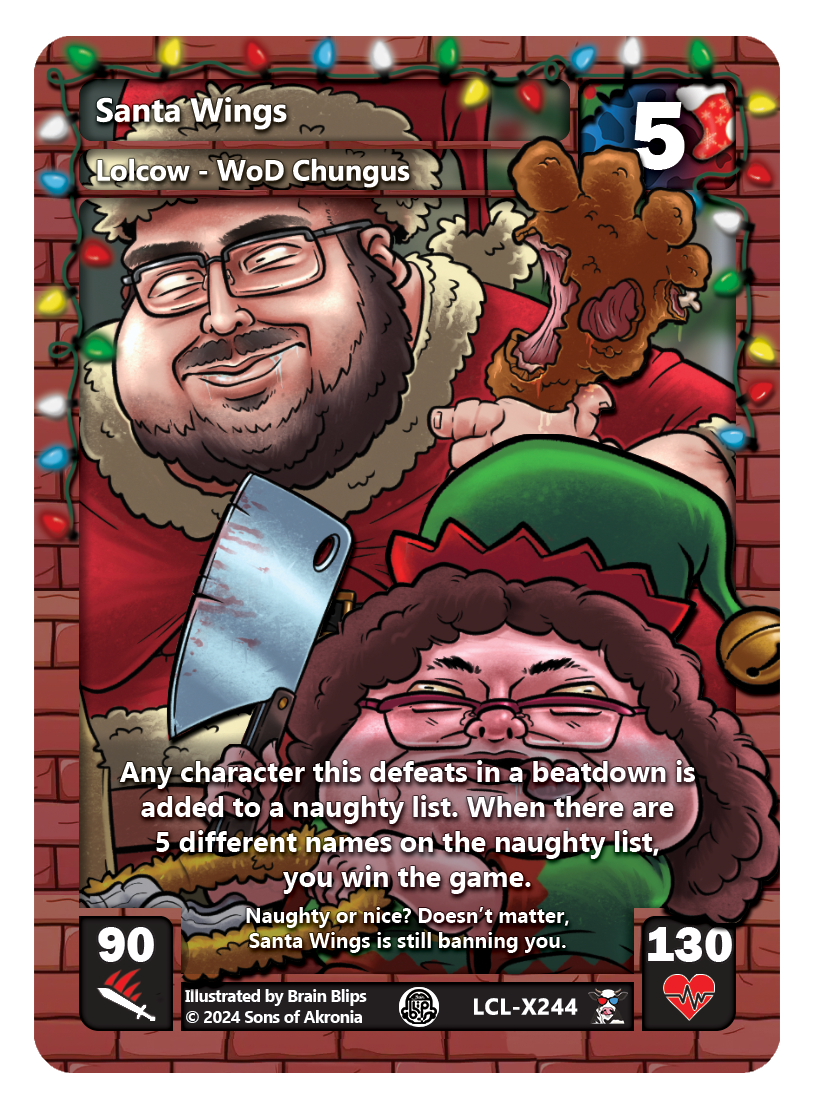 Santa Wings
5
Lolcow - WoD Chungus
Any character this defeats in a beatdown is
added to a naughty list. When there are
5 different names on the naughty list,
you win the game.
Naughty or nice? Doesn't matter,
Santa Wings is still banning you.
90
130
Illustrated by Brain Blips
© 2024 Sons of Akronia
LCL-X244